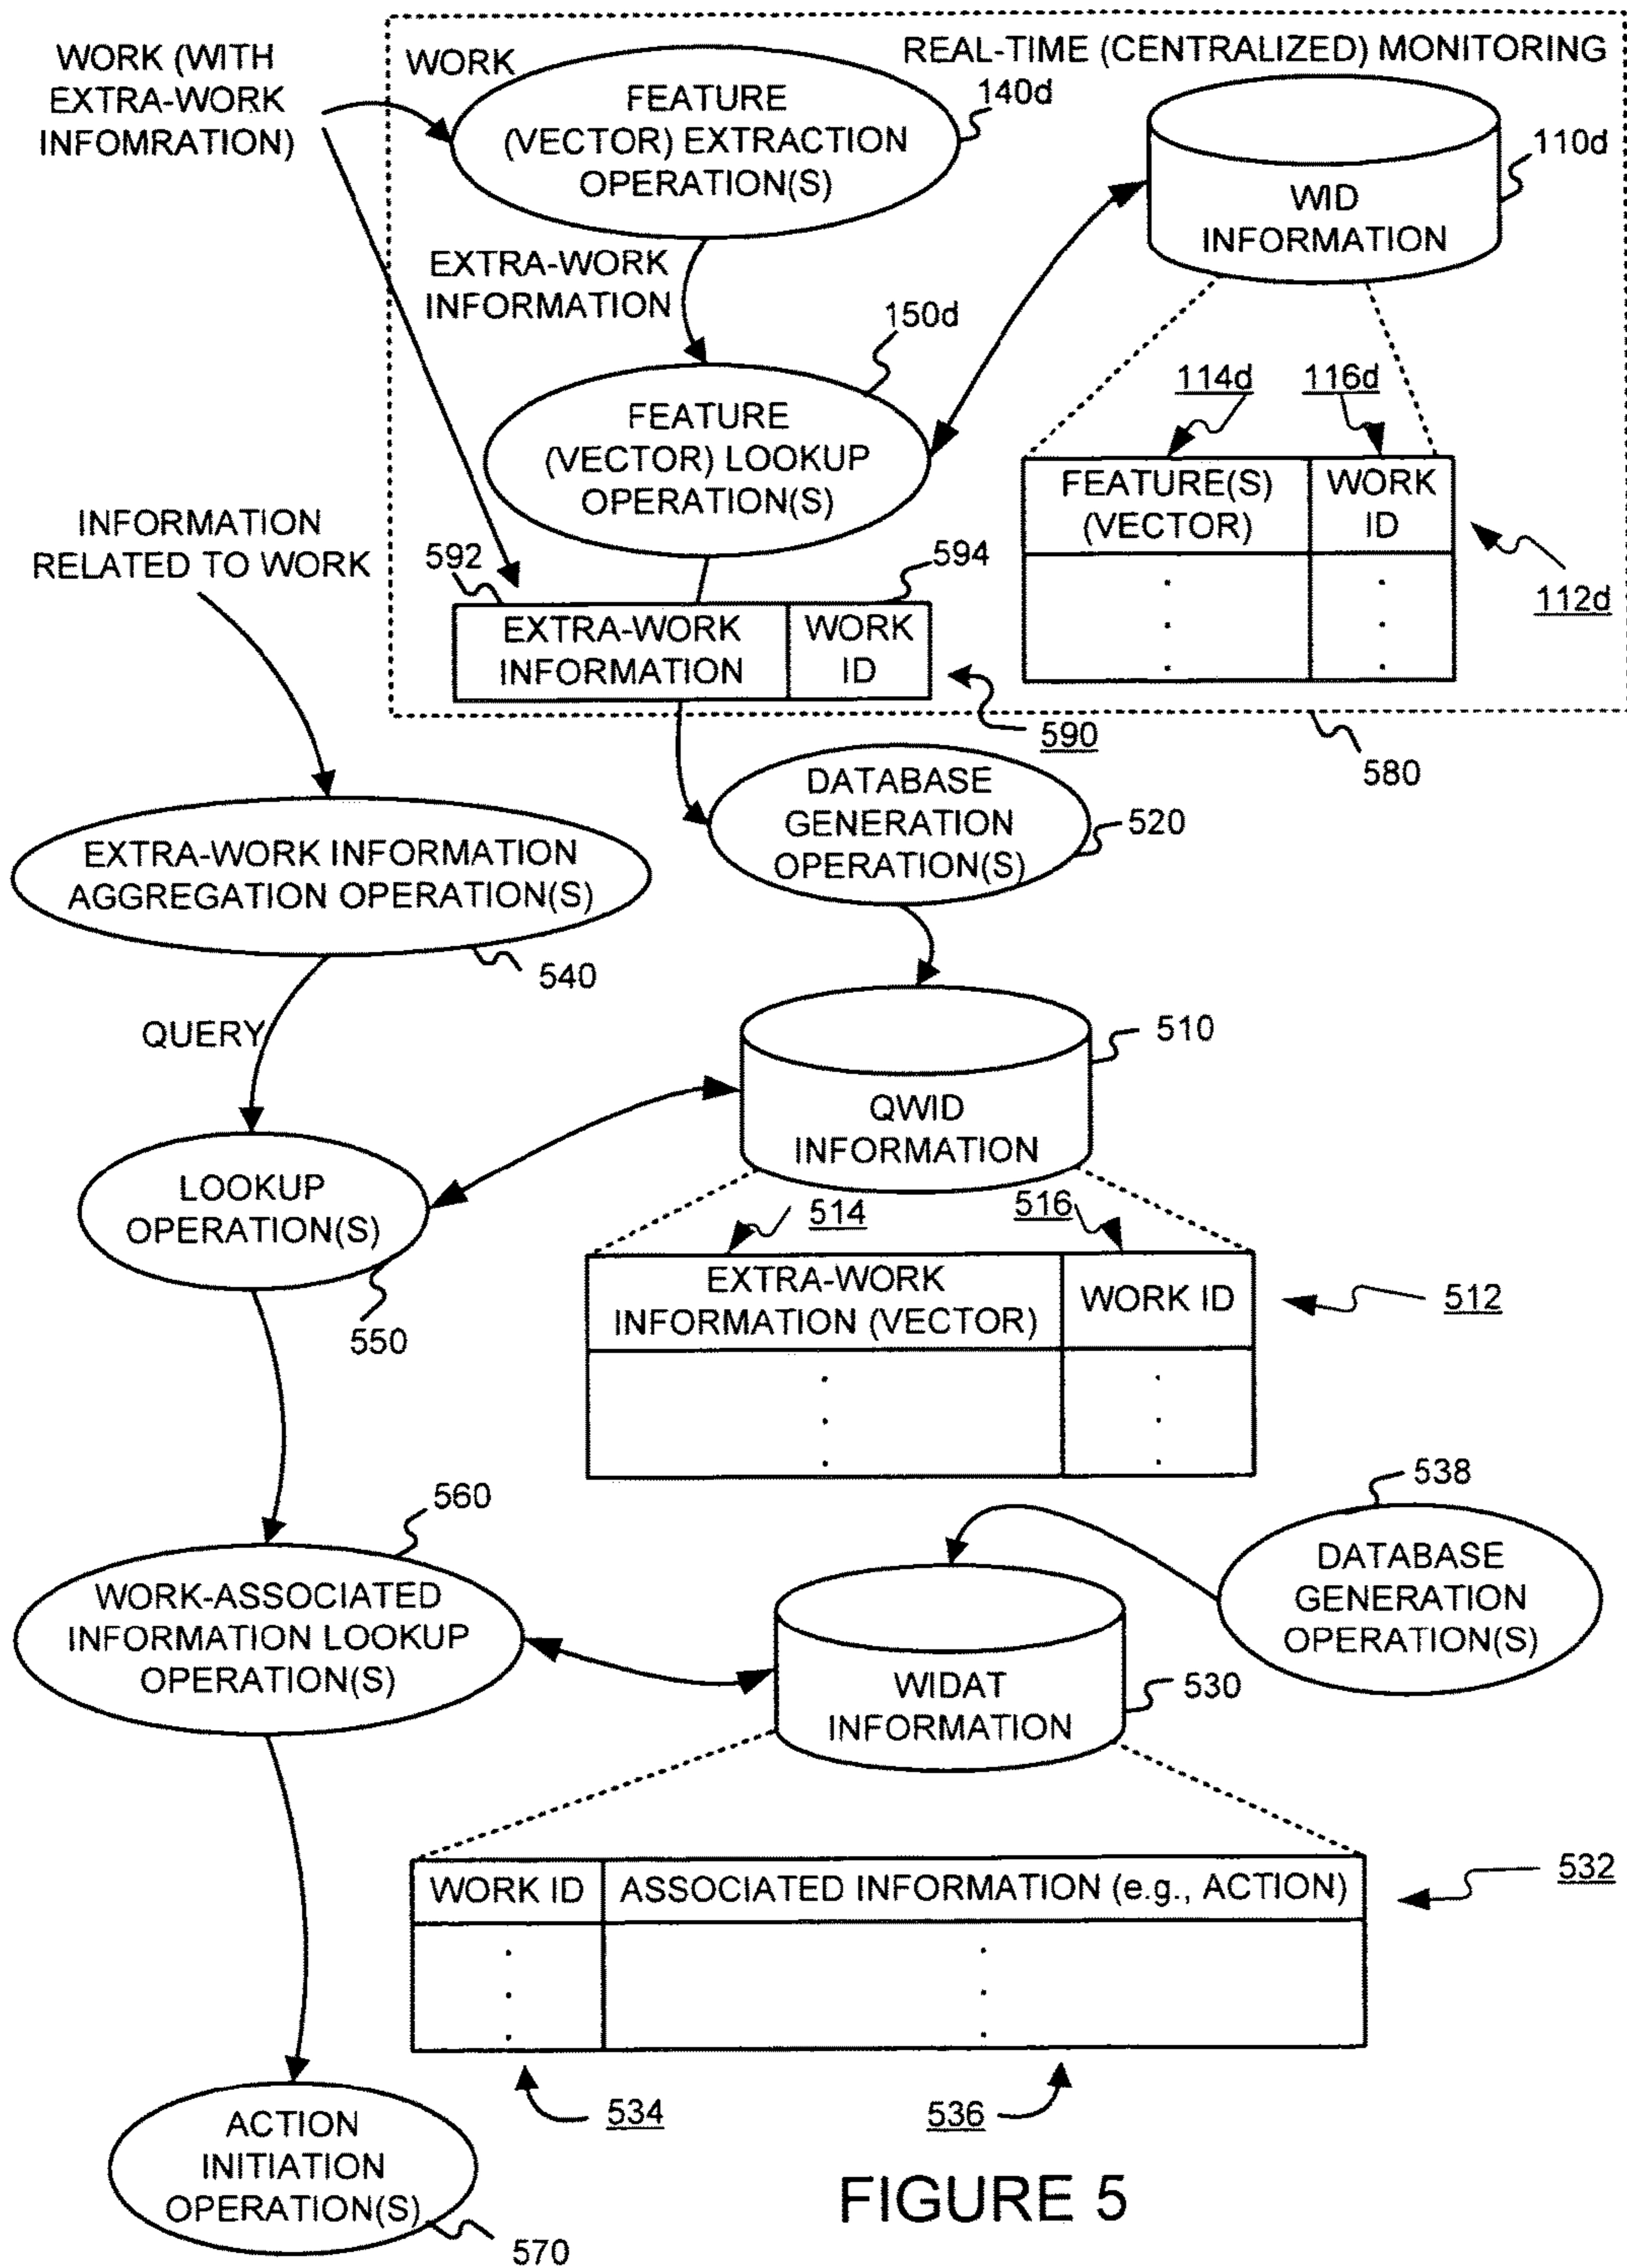 WORK (WITH
EXTRA-WORK
INFOMRATION)
WORK
REAL-TIME (CENTRALIZED) MONITORING
FEATURE
(VECTOR) EXTRACTION
OPERATION(S)
140d
110d
WID
INFORMATION
EXTRA-WORK
INFORMATION
150d
114d
116d
FEATURE
(VECTOR) LOOKUP
OPERATION(S)
FEATURE(S)
(VECTOR)
WORK
ID
112d
INFORMATION
RELATED TO WORK
592
594
EXTRA-WORK
INFORMATION
WORK
ID
590
580
DATABASE
GENERATION
OPERATION(S)
520
EXTRA-WORK INFORMATION
AGGREGATION OPERATION(S)
540
QUERY
510
QWID
INFORMATION
LOOKUP
OPERATION(S)
550
514
516
EXTRA-WORK
INFORMATION (VECTOR)
WORK ID
512
538
560
DATABASE
GENERATION
OPERATION(S)
WORK-ASSOCIATED
INFORMATION LOOKUP
OPERATION(S)
WIDAT
INFORMATION
530
WORK ID
ASSOCIATED INFORMATION (e.g., ACTION)
532
534
536
ACTION
INITIATION
OPERATION(S)
570
FIGURE 5